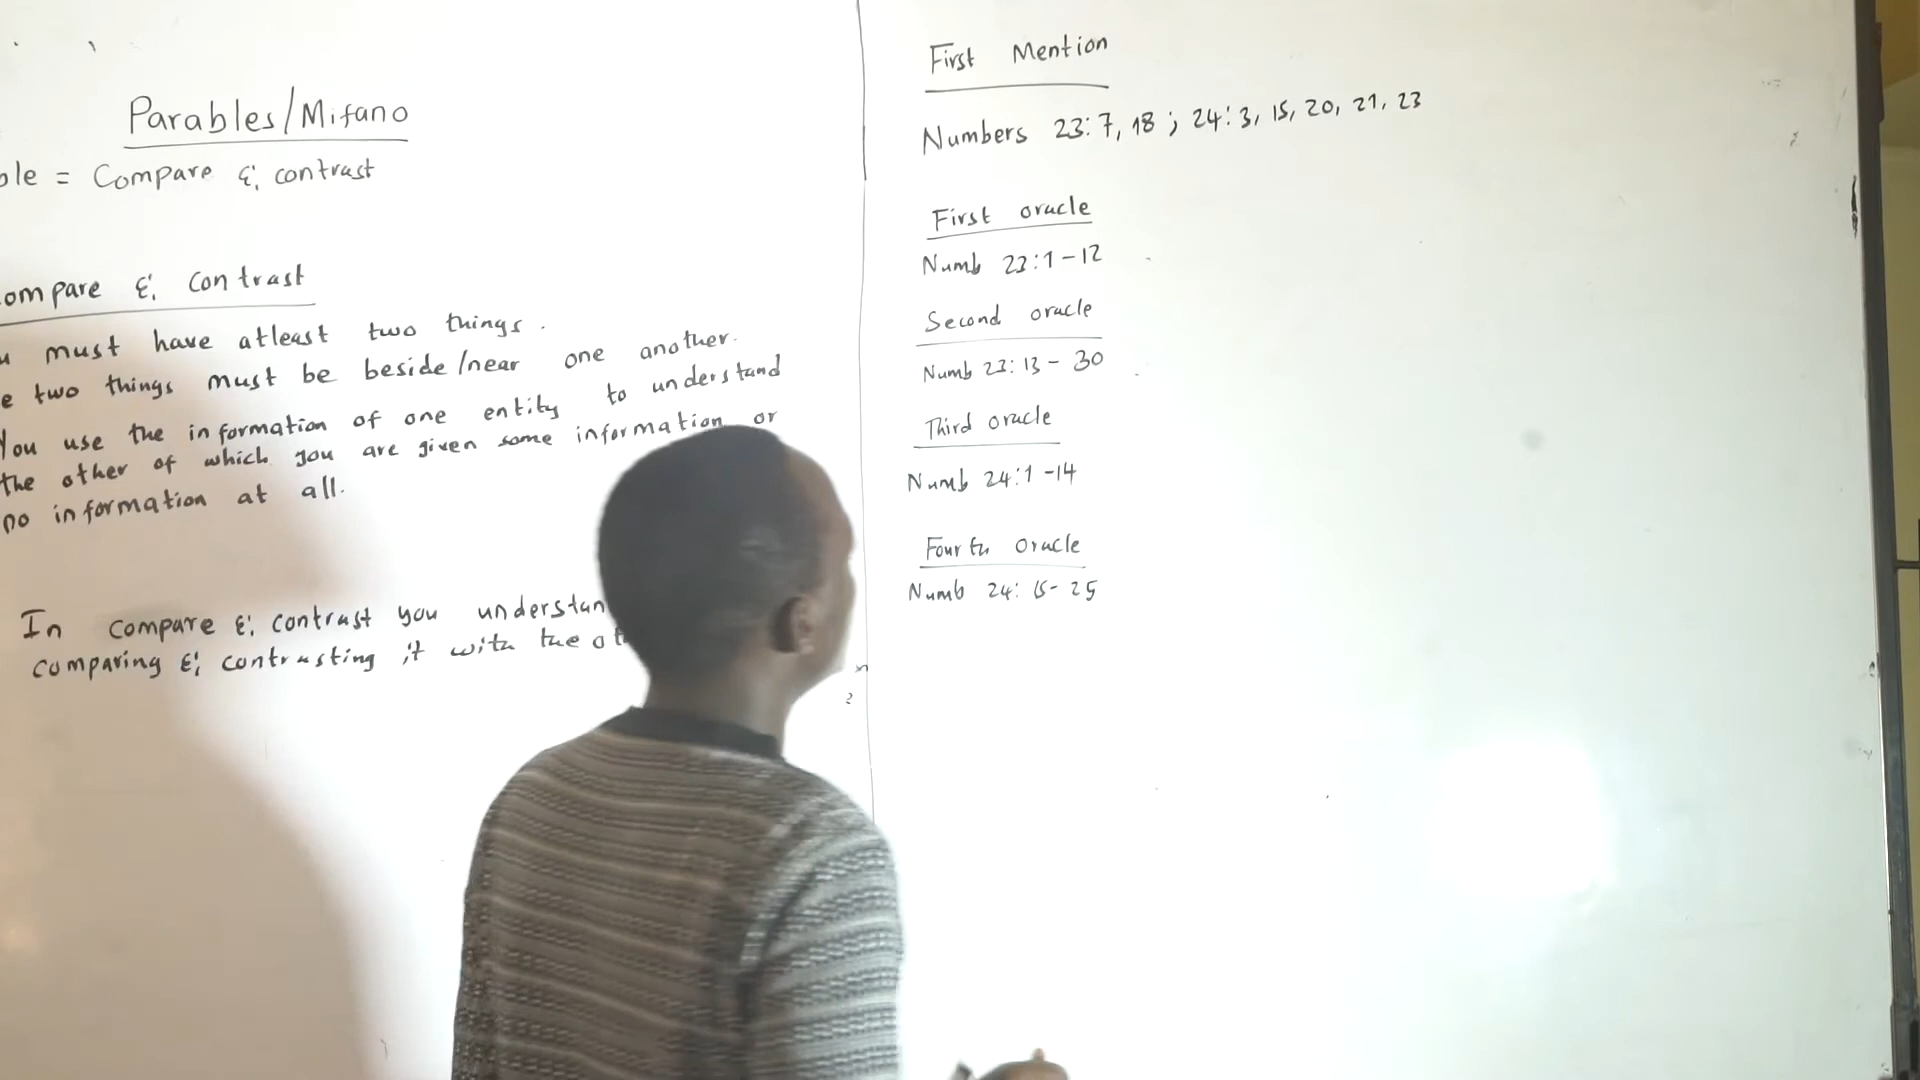 Parables/Mifano
= Compare & contrast
& contrast
must have atleast two things.
two things must be beside/near one another.
You use the information of one entity to understand
the other of which you are given some information or
no information at all.
In compare & contrast you
comparing & contrasting it with the
First Mention
Numbers 23:7, 18 ; 24:3, 15, 20, 21, 23
First oracle
Numb 23:1-12
Second oracle
Numb 23:13-30
Third oracle
Numb 24:1-14
Fourth Oracle
Numb 24:15-25